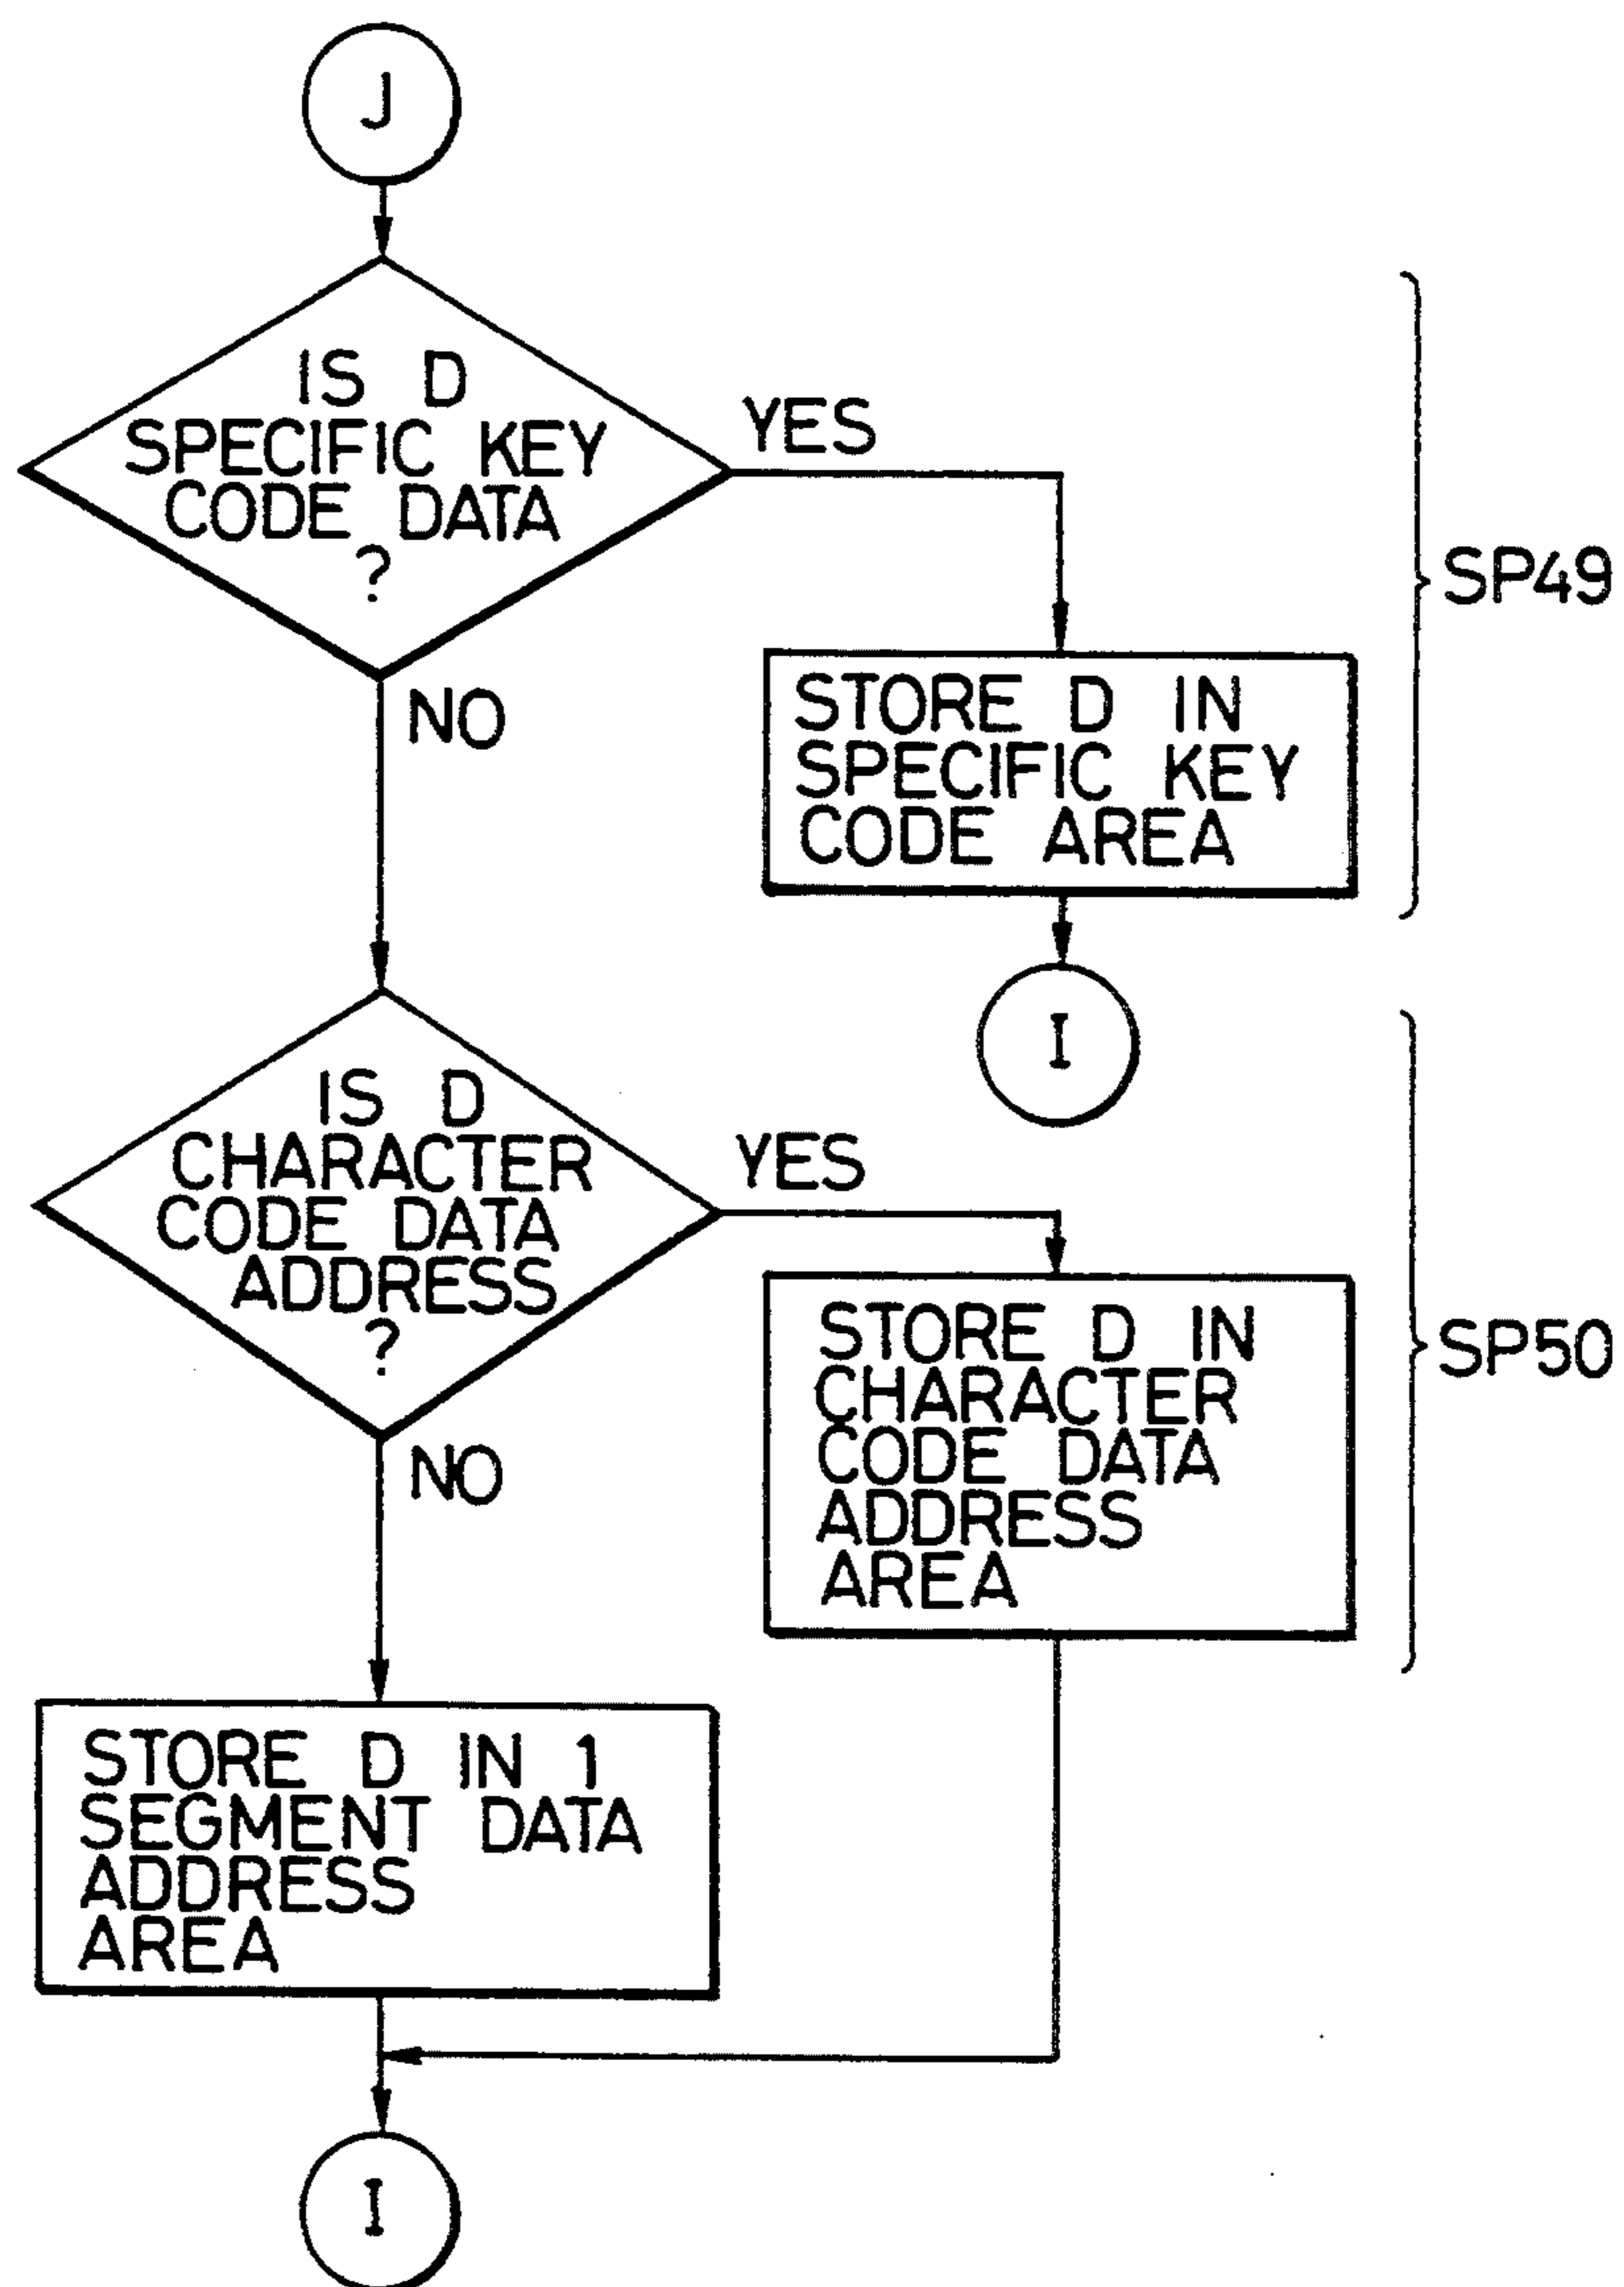 J
IS D
SPECIFIC KEY
CODE DATA
?
YES
NO
STORE D IN
SPECIFIC KEY
CODE AREA
SP49
I
IS D
CHARACTER
CODE DATA
ADDRESS
?
YES
NO
STORE D IN
CHARACTER
CODE DATA
ADDRESS
AREA
SP50
STORE D IN 1
SEGMENT DATA
ADDRESS
AREA
I